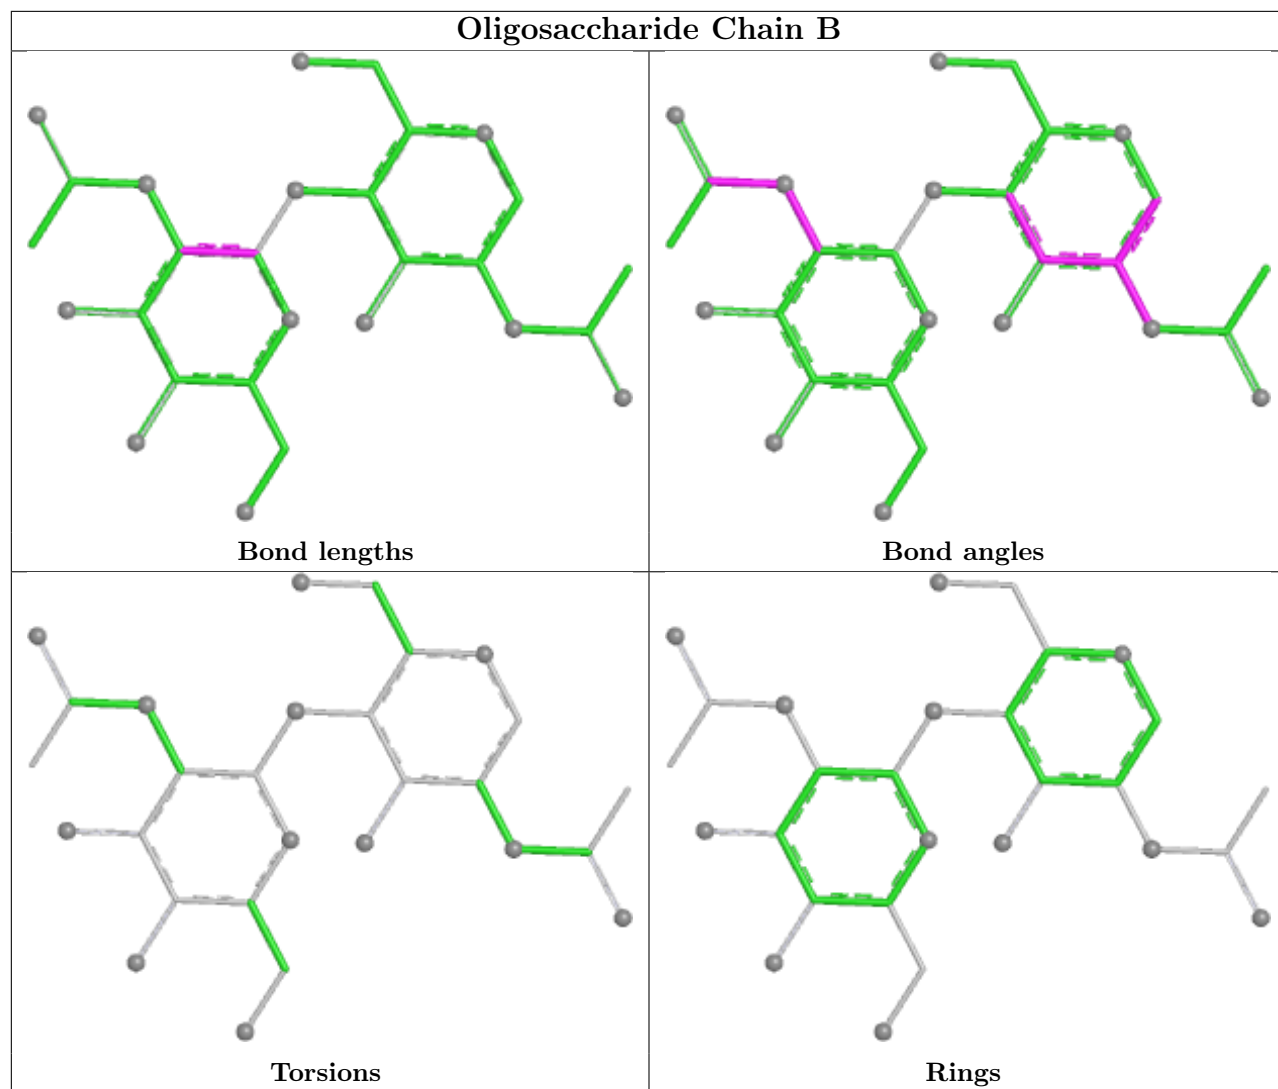 Oligosaccharide Chain B
Bond lengths
Bond angles
Torsions
Rings